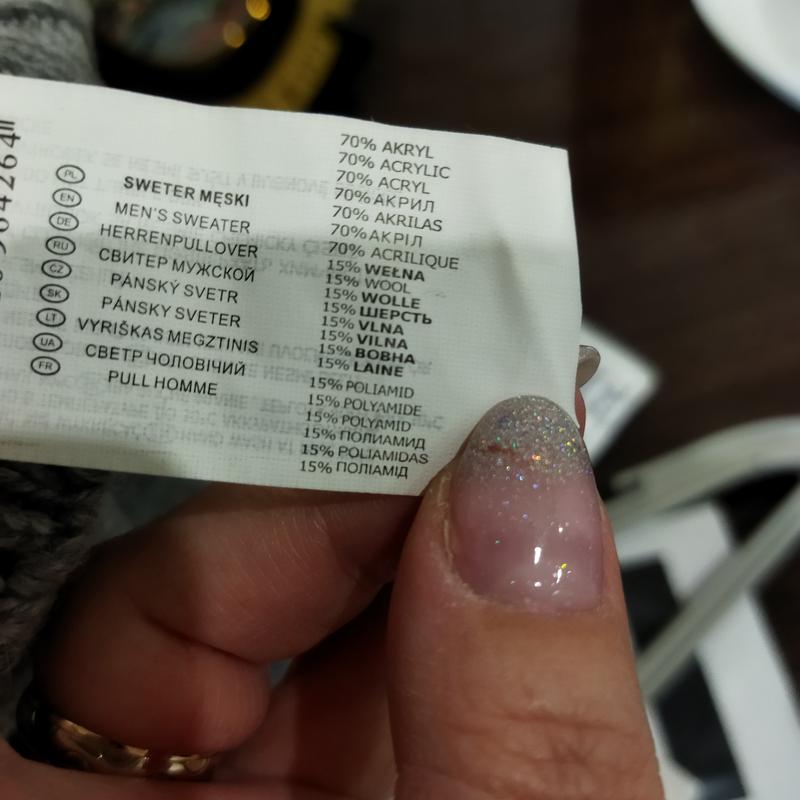 PL SWETER MĘSKI
EN MEN'S SWEATER
DE HERRENPULLOVER
RU СВИТЕР МУЖСКОЙ
CZ PÁNSKÝ SVETR
SK PÁNSKY SVETER
LT VYRIŠKAS MEGZTINIS
UA СВЕТР ЧОЛОВІЧИЙ
FR PULL HOMME
70% AKRYL
70% ACRYLIC
70% ACRYL
70% АКРИЛ
70% AKRILAS
70% АКРІЛ
70% ACRILIQUE
15% WEŁNA
15% WOOL
15% WOLLE
15% ШЕРСТЬ
15% VLNA
15% VILNA
15% ВОВНА
15% LAINE
15% POLIAMID
15% POLYAMIDE
15% POLYAMID
15% ПОЛИАМИД
15% POLIAMIDAS
15% ПОЛІАМІД